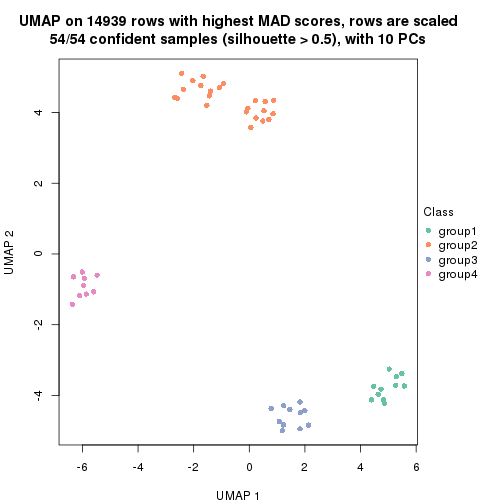 UMAP on 14939 rows with highest MAD scores, rows are scaled
54/54 confident samples (silhouette > 0.5), with 10 PCs
4
2
0
-2
-4
UMAP 2
-6
-4
-2
0
2
4
6
UMAP 1
Class
group1
group2
group3
group4